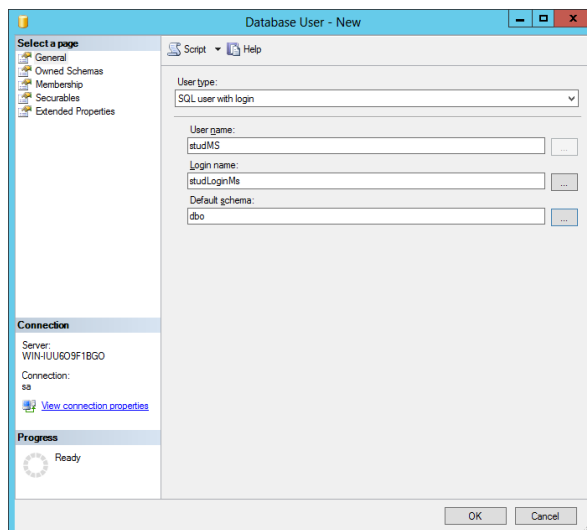 Database User - New
Select a page
General
Owned Schemas
Membership
Securables
Extended Properties
Script
Help
User type:
SQL user with login
User name:
studMS
...
Login name:
studLoginMs
...
Default schema:
dbo
...
Connection
Server:
WIN-IUU6O9F1BGO
Connection:
sa
View connection properties
Progress
Ready
OK
Cancel